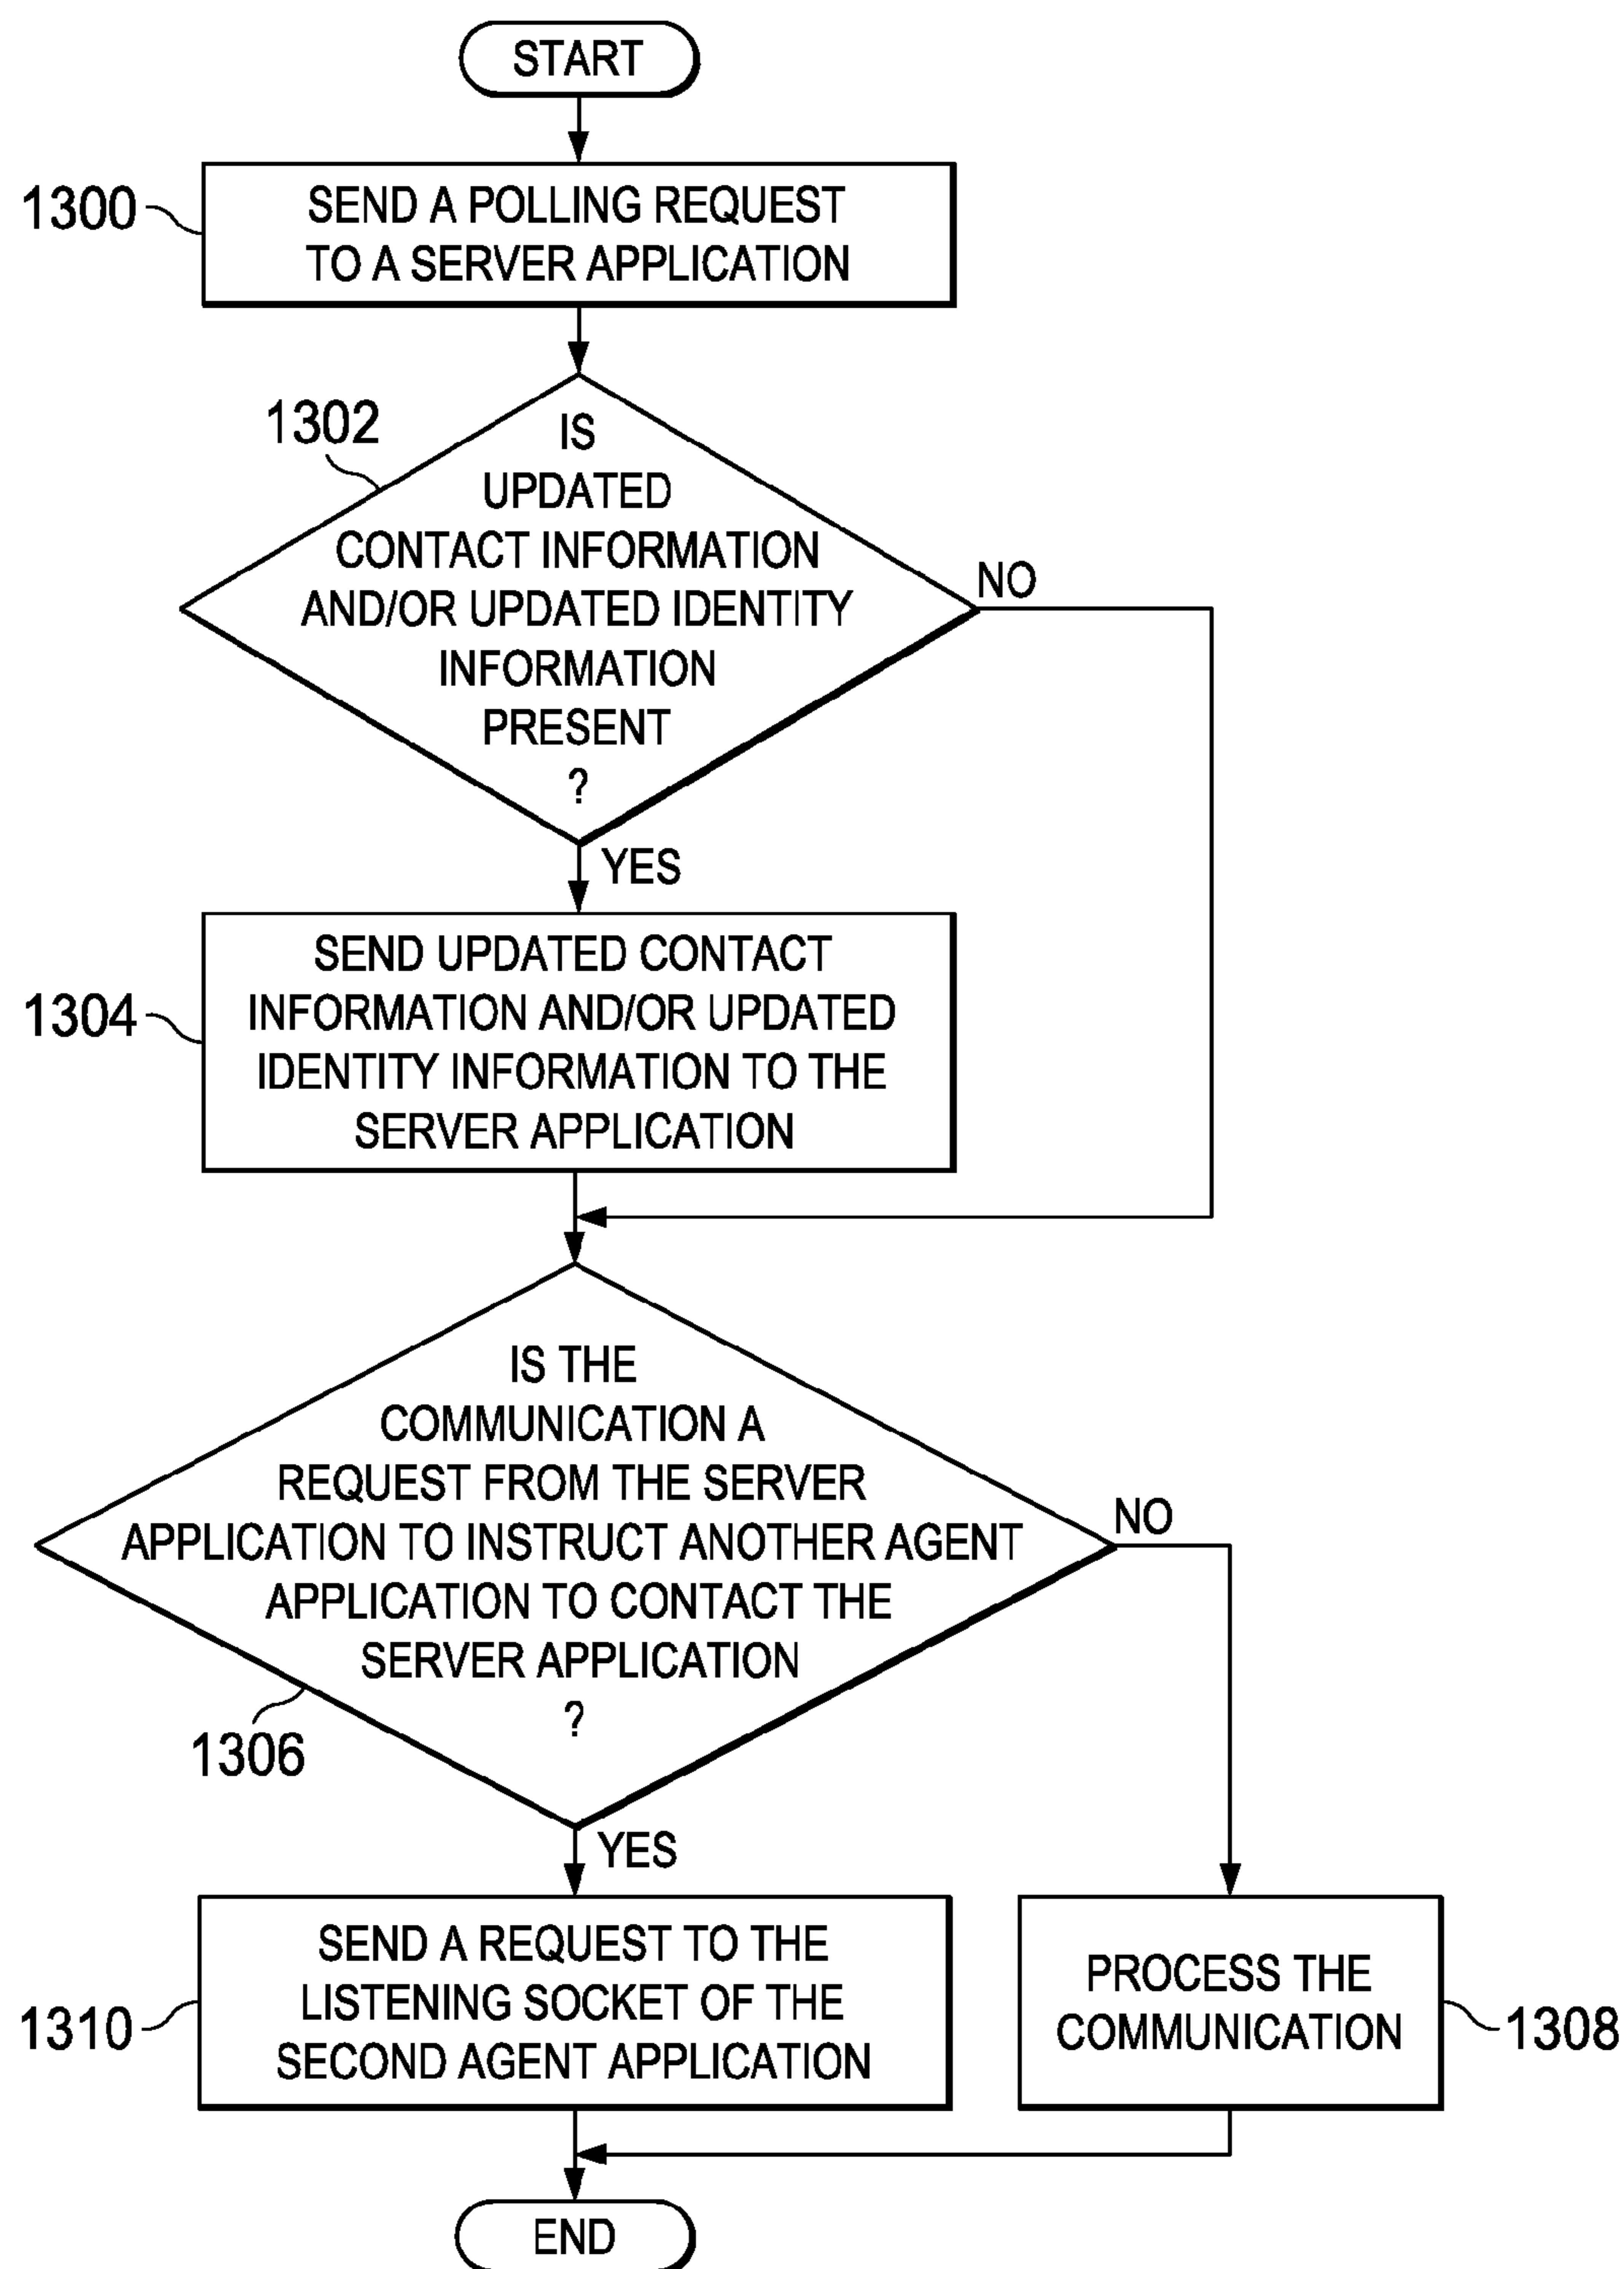 START
1300
SEND A POLLING REQUEST
TO A SERVER APPLICATION
1302
IS
UPDATED
CONTACT INFORMATION
AND/OR UPDATED IDENTITY
INFORMATION
PRESENT
?
NO
YES
1304
SEND UPDATED CONTACT
INFORMATION AND/OR UPDATED
IDENTITY INFORMATION TO THE
SERVER APPLICATION
IS THE
COMMUNICATION A
REQUEST FROM THE SERVER
APPLICATION TO INSTRUCT ANOTHER AGENT
APPLICATION TO CONTACT THE
SERVER APPLICATION
?
NO
1306
YES
1310
SEND A REQUEST TO THE
LISTENING SOCKET OF THE
SECOND AGENT APPLICATION
PROCESS THE
COMMUNICATION
1308
END